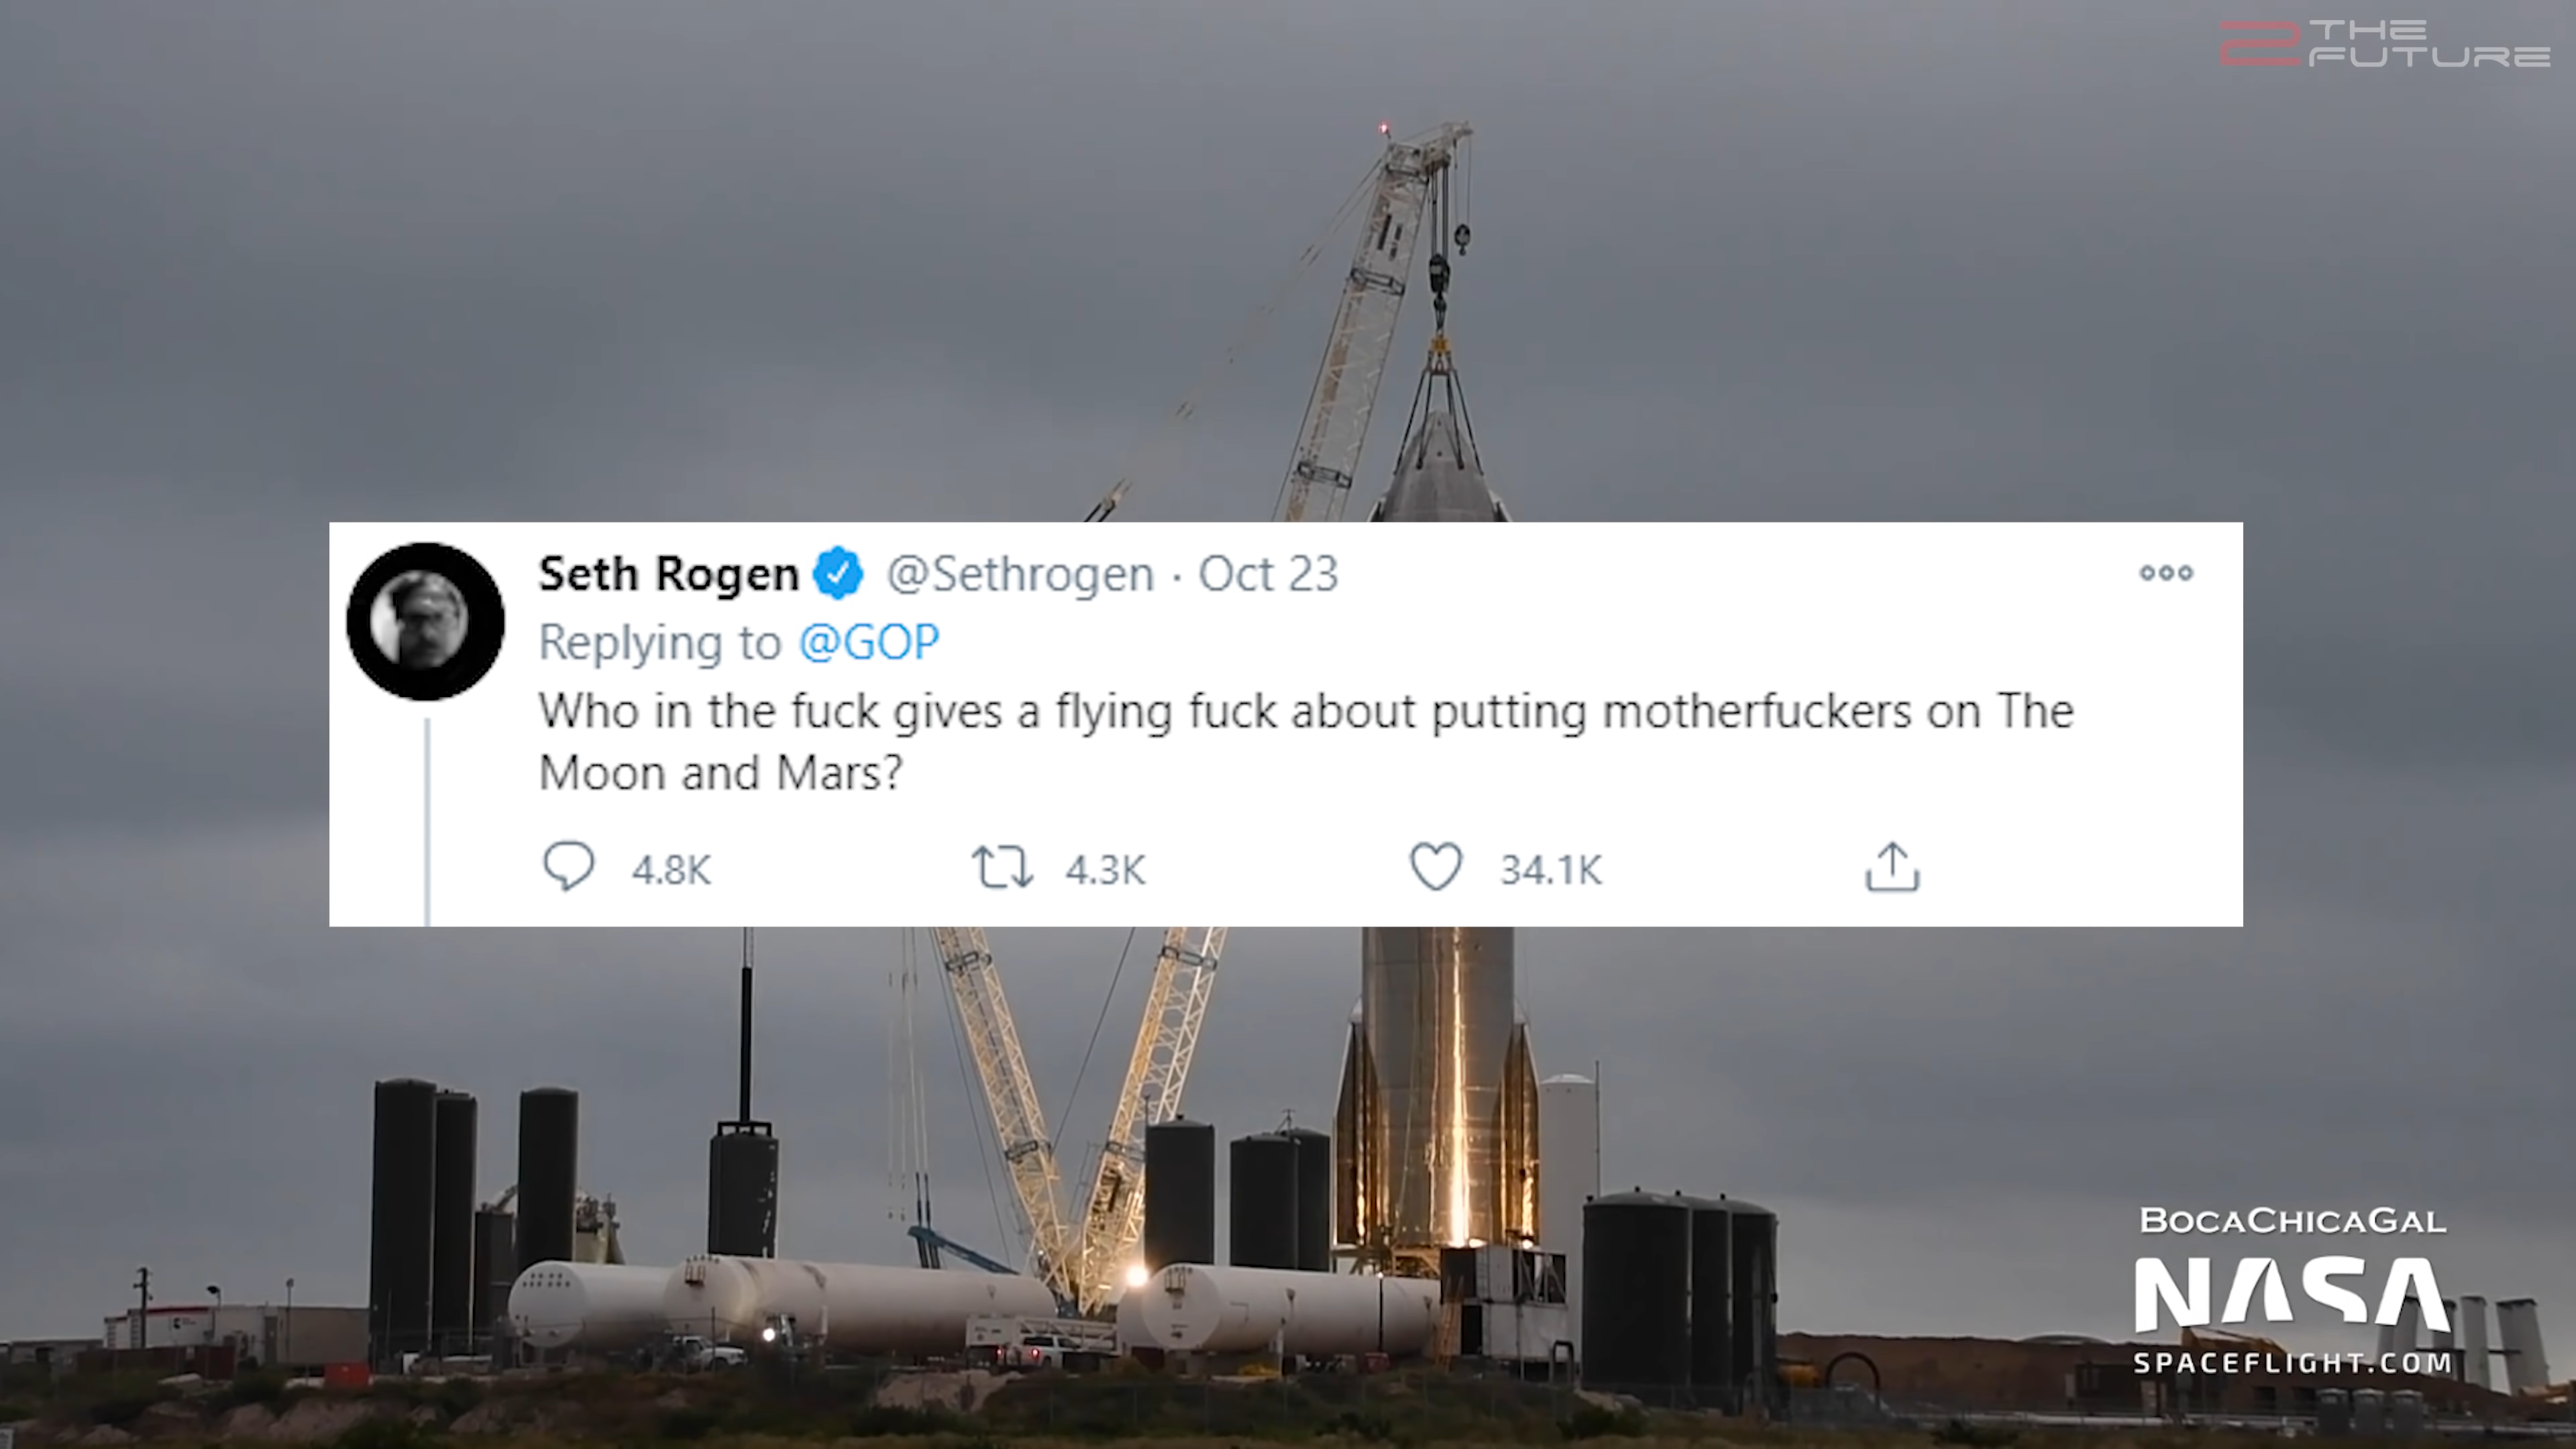 2 THE
FUTURE
Seth Rogen @Sethrogen · Oct 23
Replying to @GOP
Who in the fuck gives a flying fuck about putting motherfuckers on The
Moon and Mars?
4.8K 4.3K 34.1K
BOCACHICAGAL
NASA
SPACEFLIGHT.COM